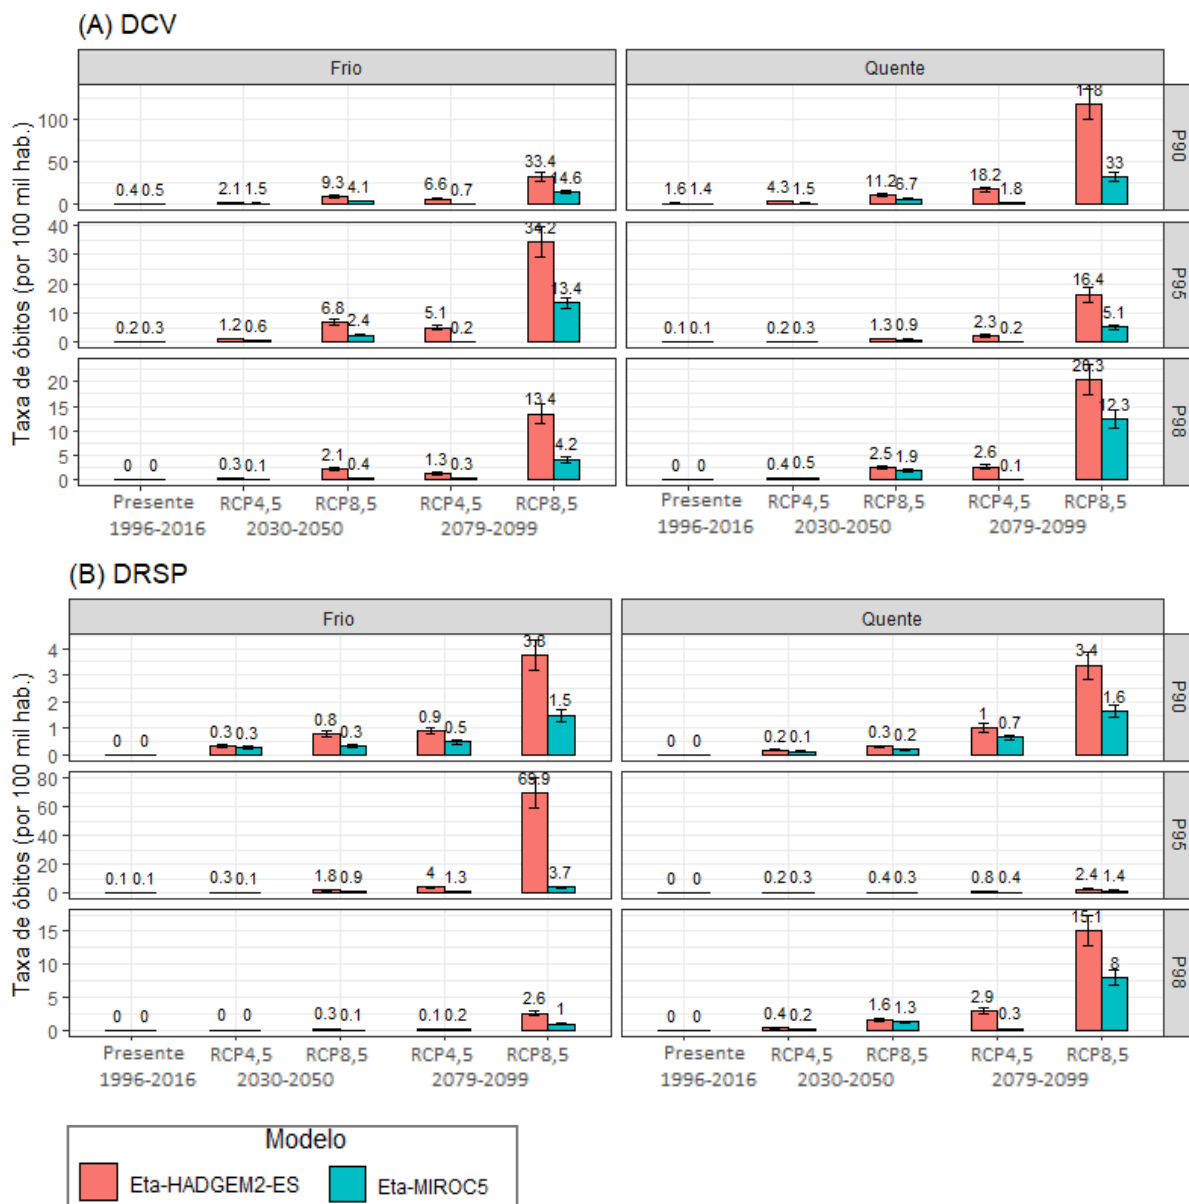 (A) DCV
Frio
Quente
Taxa de óbitos (por 100 mil hab.)
100
50
0
0.4 0.5 2.1 1.5 9.3 4.1 6.6 0.7 33.4 14.6
1.6 1.4 4.3 1.5 11.2 6.7 18.2 1.8 118 33
P90
40
30
20
10
0
0.2 0.3 1.2 0.6 6.8 2.4 5.1 0.2 34.2 13.4
0.1 0.1 0.2 0.3 1.3 0.9 2.3 0.2 16.4 5.1
P95
20
15
10
5
0
0 0 0.3 0.1 2.1 0.4 1.3 0.3 13.4 4.2
0 0 0.4 0.5 2.5 1.9 2.6 0.1 20.3 12.3
P98
Presente RCP4,5 RCP8,5 RCP4,5 RCP8,5
1996-2016 2030-2050 2079-2099
Presente RCP4,5 RCP8,5 RCP4,5 RCP8,5
1996-2016 2030-2050 2079-2099
(B) DRSP
Frio
Quente
Taxa de óbitos (por 100 mil hab.)
4
3
2
1
0
0 0 0.3 0.3 0.8 0.3 0.9 0.5 3.8 1.5
0 0 0.2 0.1 0.3 0.2 1 0.7 3.4 1.6
P90
80
60
40
20
0
0.1 0.1 0.3 0.1 1.8 0.9 4 1.3 69.9 3.7
0 0 0.2 0.3 0.4 0.3 0.8 0.4 2.4 1.4
P95
15
10
5
0
0 0 0 0 0.3 0.1 0.1 0.2 2.6 1
0 0 0.4 0.2 1.6 1.3 2.9 0.3 15.1 8
P98
Presente RCP4,5 RCP8,5 RCP4,5 RCP8,5
1996-2016 2030-2050 2079-2099
Presente RCP4,5 RCP8,5 RCP4,5 RCP8,5
1996-2016 2030-2050 2079-2099
Modelo
Eta-HADGEM2-ES Eta-MIROC5